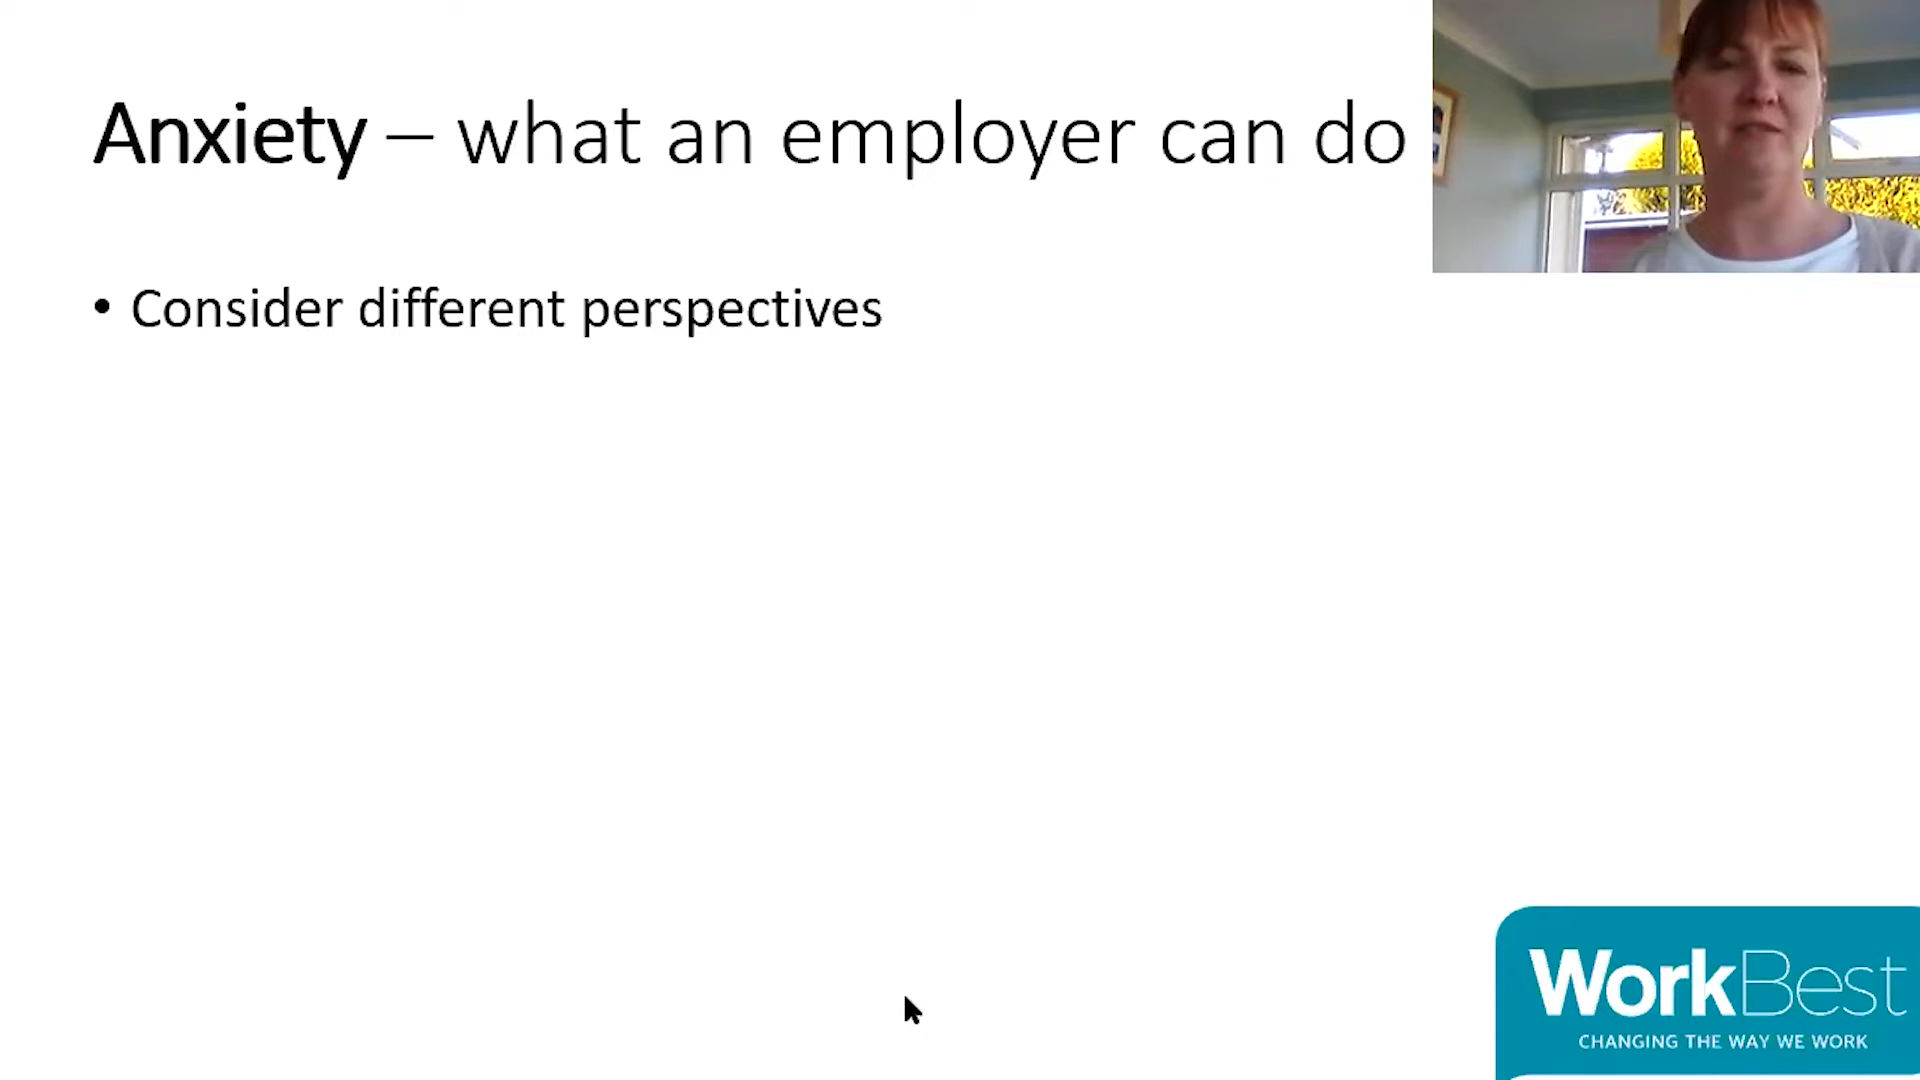 Anxiety – what an employer can do
• Consider different perspectives
WorkBest
CHANGING THE WAY WE WORK